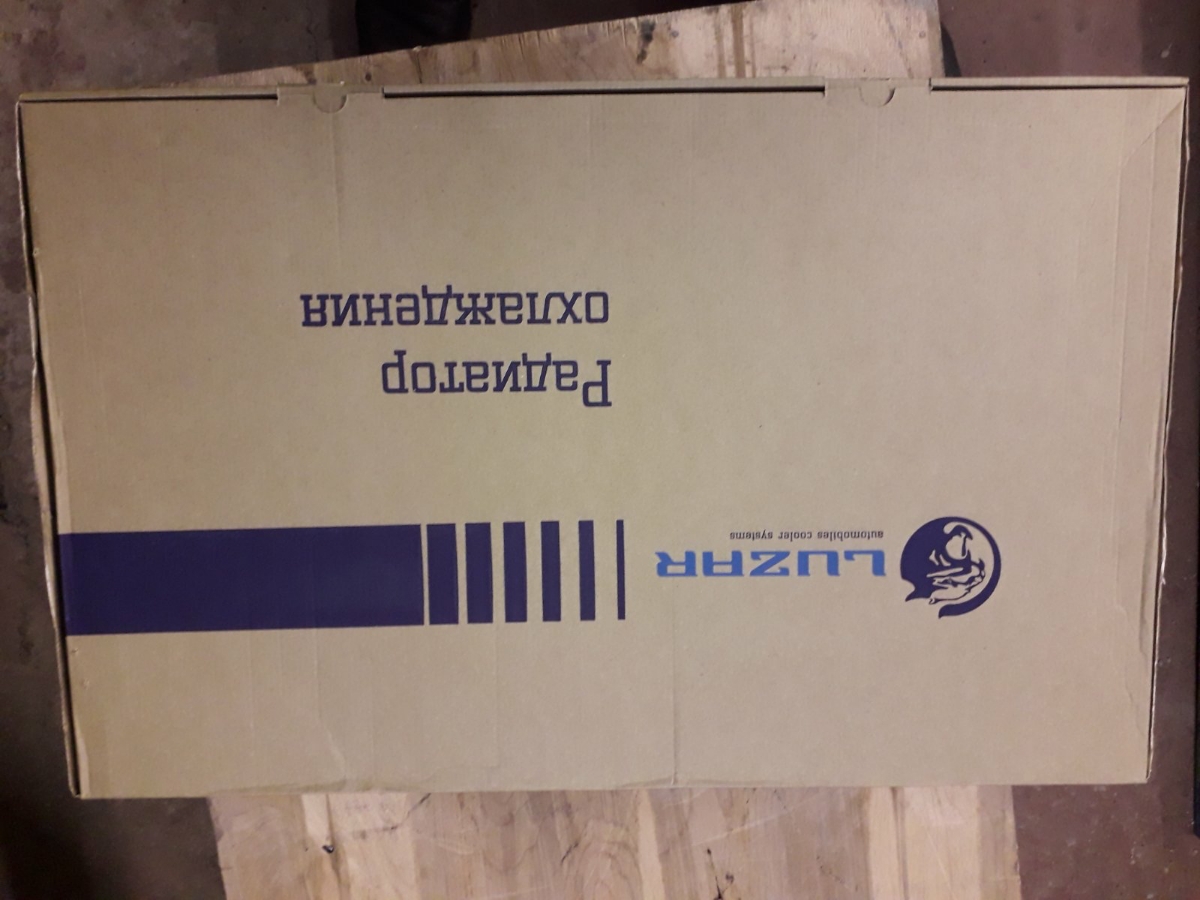 LUZAR
automobiles cooler systems
Радиатор
охлаждения